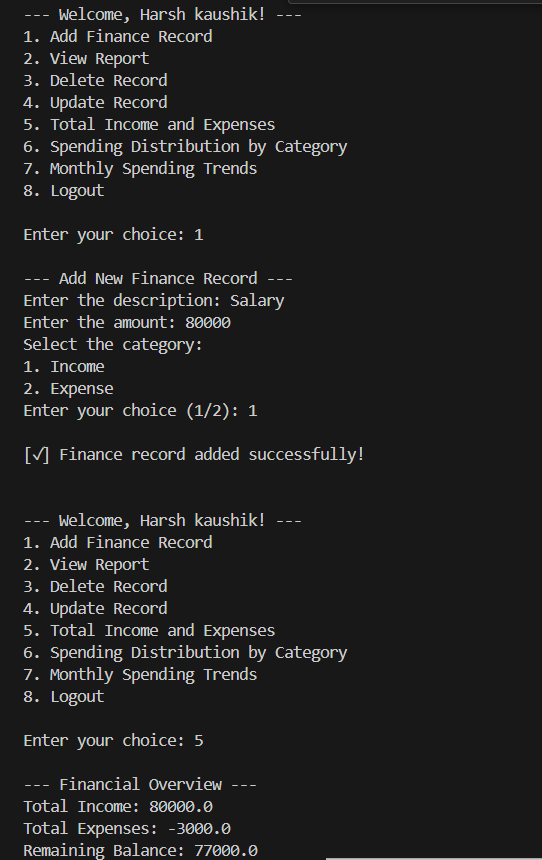 --- Welcome, Harsh kaushik! ---
1. Add Finance Record
2. View Report
3. Delete Record
4. Update Record
5. Total Income and Expenses
6. Spending Distribution by Category
7. Monthly Spending Trends
8. Logout
Enter your choice: 1
--- Add New Finance Record ---
Enter the description: Salary
Enter the amount: 80000
Select the category:
1. Income
2. Expense
Enter your choice (1/2): 1
[✓] Finance record added successfully!
--- Welcome, Harsh kaushik! ---
1. Add Finance Record
2. View Report
3. Delete Record
4. Update Record
5. Total Income and Expenses
6. Spending Distribution by Category
7. Monthly Spending Trends
8. Logout
Enter your choice: 5
--- Financial Overview ---
Total Income: 80000.0
Total Expenses: -3000.0
Remaining Balance: 77000.0